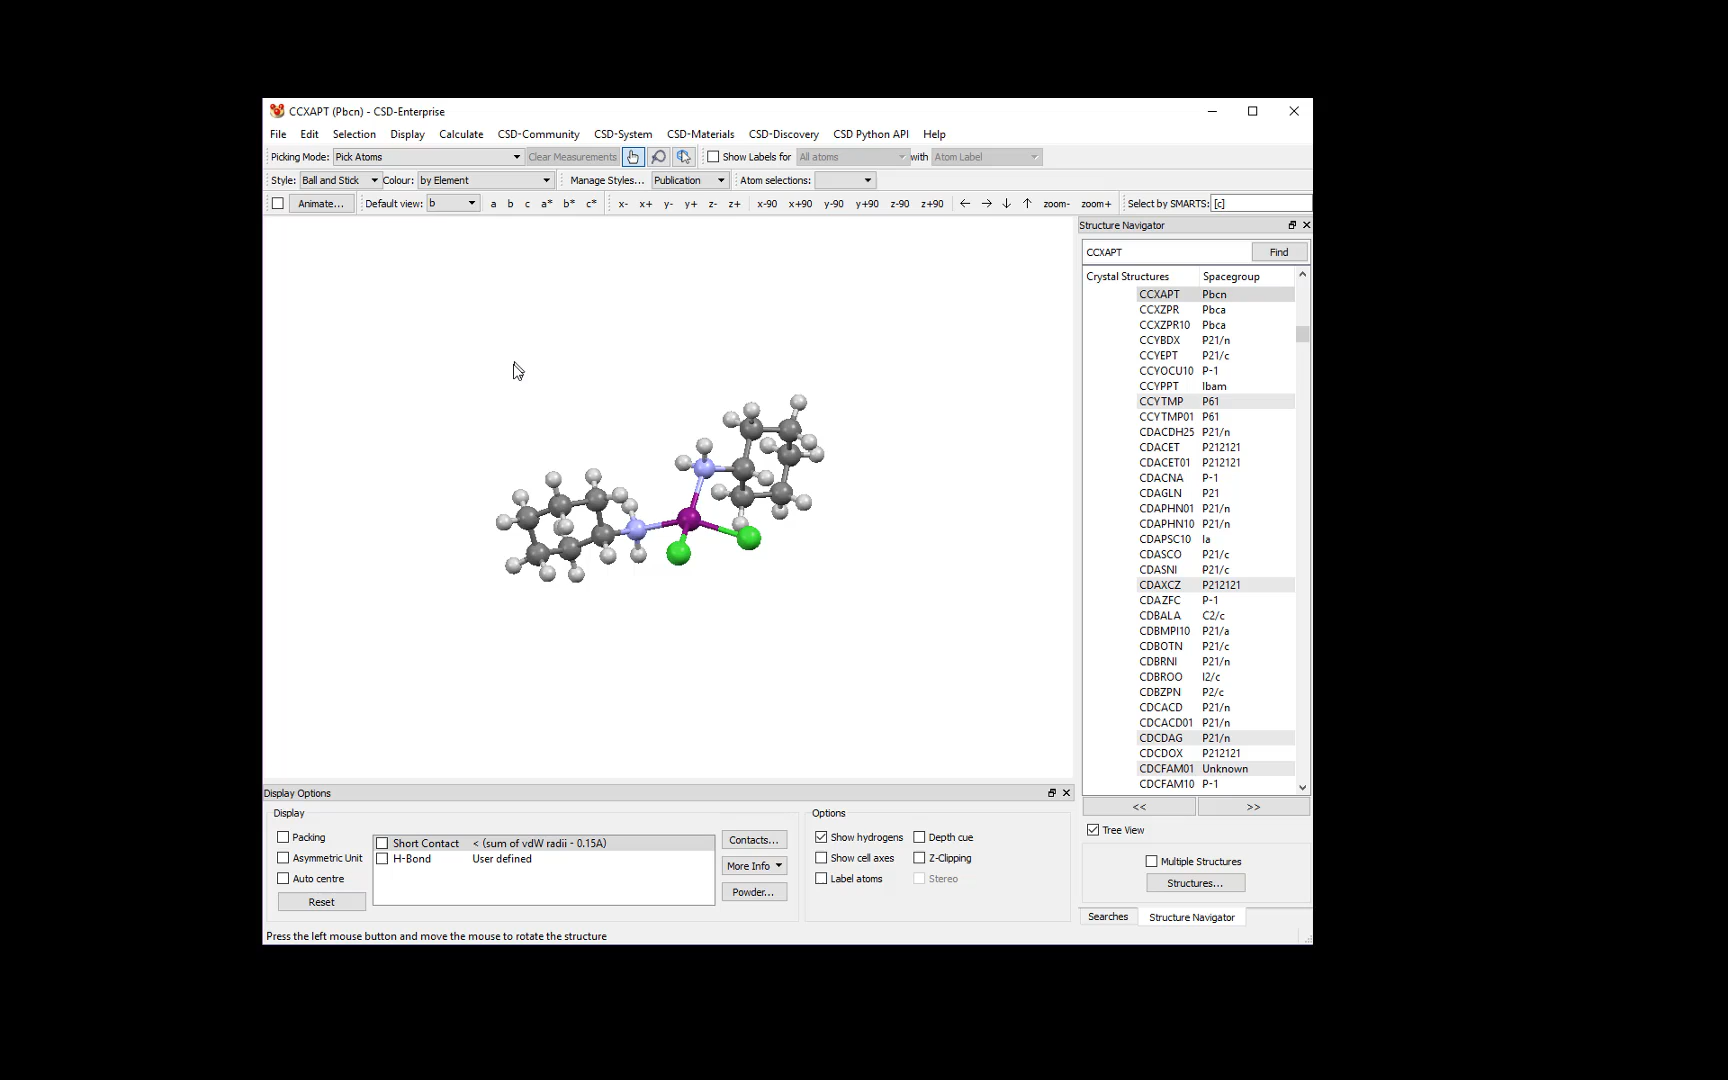 CCXAPT (Pbcn) - CSD-Enterprise
File Edit Selection Display Calculate CSD-Community CSD-System CSD-Materials CSD-Discovery CSD Python API Help
Picking Mode: Pick Atoms Clear Measurements Show Labels for All atoms with Atom Label
Style: Ball and Stick Colour: by Element Manage Styles... Publication Atom selections:
Animate... Default view: b a b c a* b* c* x- x+ y- y+ z- z+ x-90 x+90 y-90 y+90 z-90 z+90 zoom- zoom+ Select by SMARTS: [c]
Structure Navigator
CCXAPT Find
Crystal Structures Spacegroup
CCXAPT Pbcn
CCXZPR Pbca
CCXZPR10 Pbca
CCYBDX P21/n
CCYEPT P21/c
CCYOCU10 P-1
CCYPPT Ibam
CCYTMP P61
CCYTMP01 P61
CDACDH25 P21/n
CDACET P212121
CDACET01 P212121
CDACNA P-1
CDAGLN P21
CDAPHN01 P21/n
CDAPHN10 P21/n
CDAPSC10 Ia
CDASCO P21/c
CDASNI P21/c
CDAXCZ P212121
CDAZFC P-1
CDBALA C2/c
CDBMPI10 P21/a
CDBOTN P21/c
CDBRNI P21/n
CDBROO I2/c
CDBZPN P2/c
CDCACD P21/n
CDCACD01 P21/n
CDCDAG P21/n
CDCDOX P212121
CDCFAM01 Unknown
CDCFAM10 P-1
<< >>
Tree View
Multiple Structures
Structures...
Searches Structure Navigator
Display Options
Display
Packing
Asymmetric Unit
Auto centre
Reset
Short Contact < (sum of vdW radii - 0.15A)
H-Bond User defined
Contacts...
More Info
Powder...
Options
Show hydrogens Depth cue
Show cell axes Z-Clipping
Label atoms Stereo
Press the left mouse button and move the mouse to rotate the structure